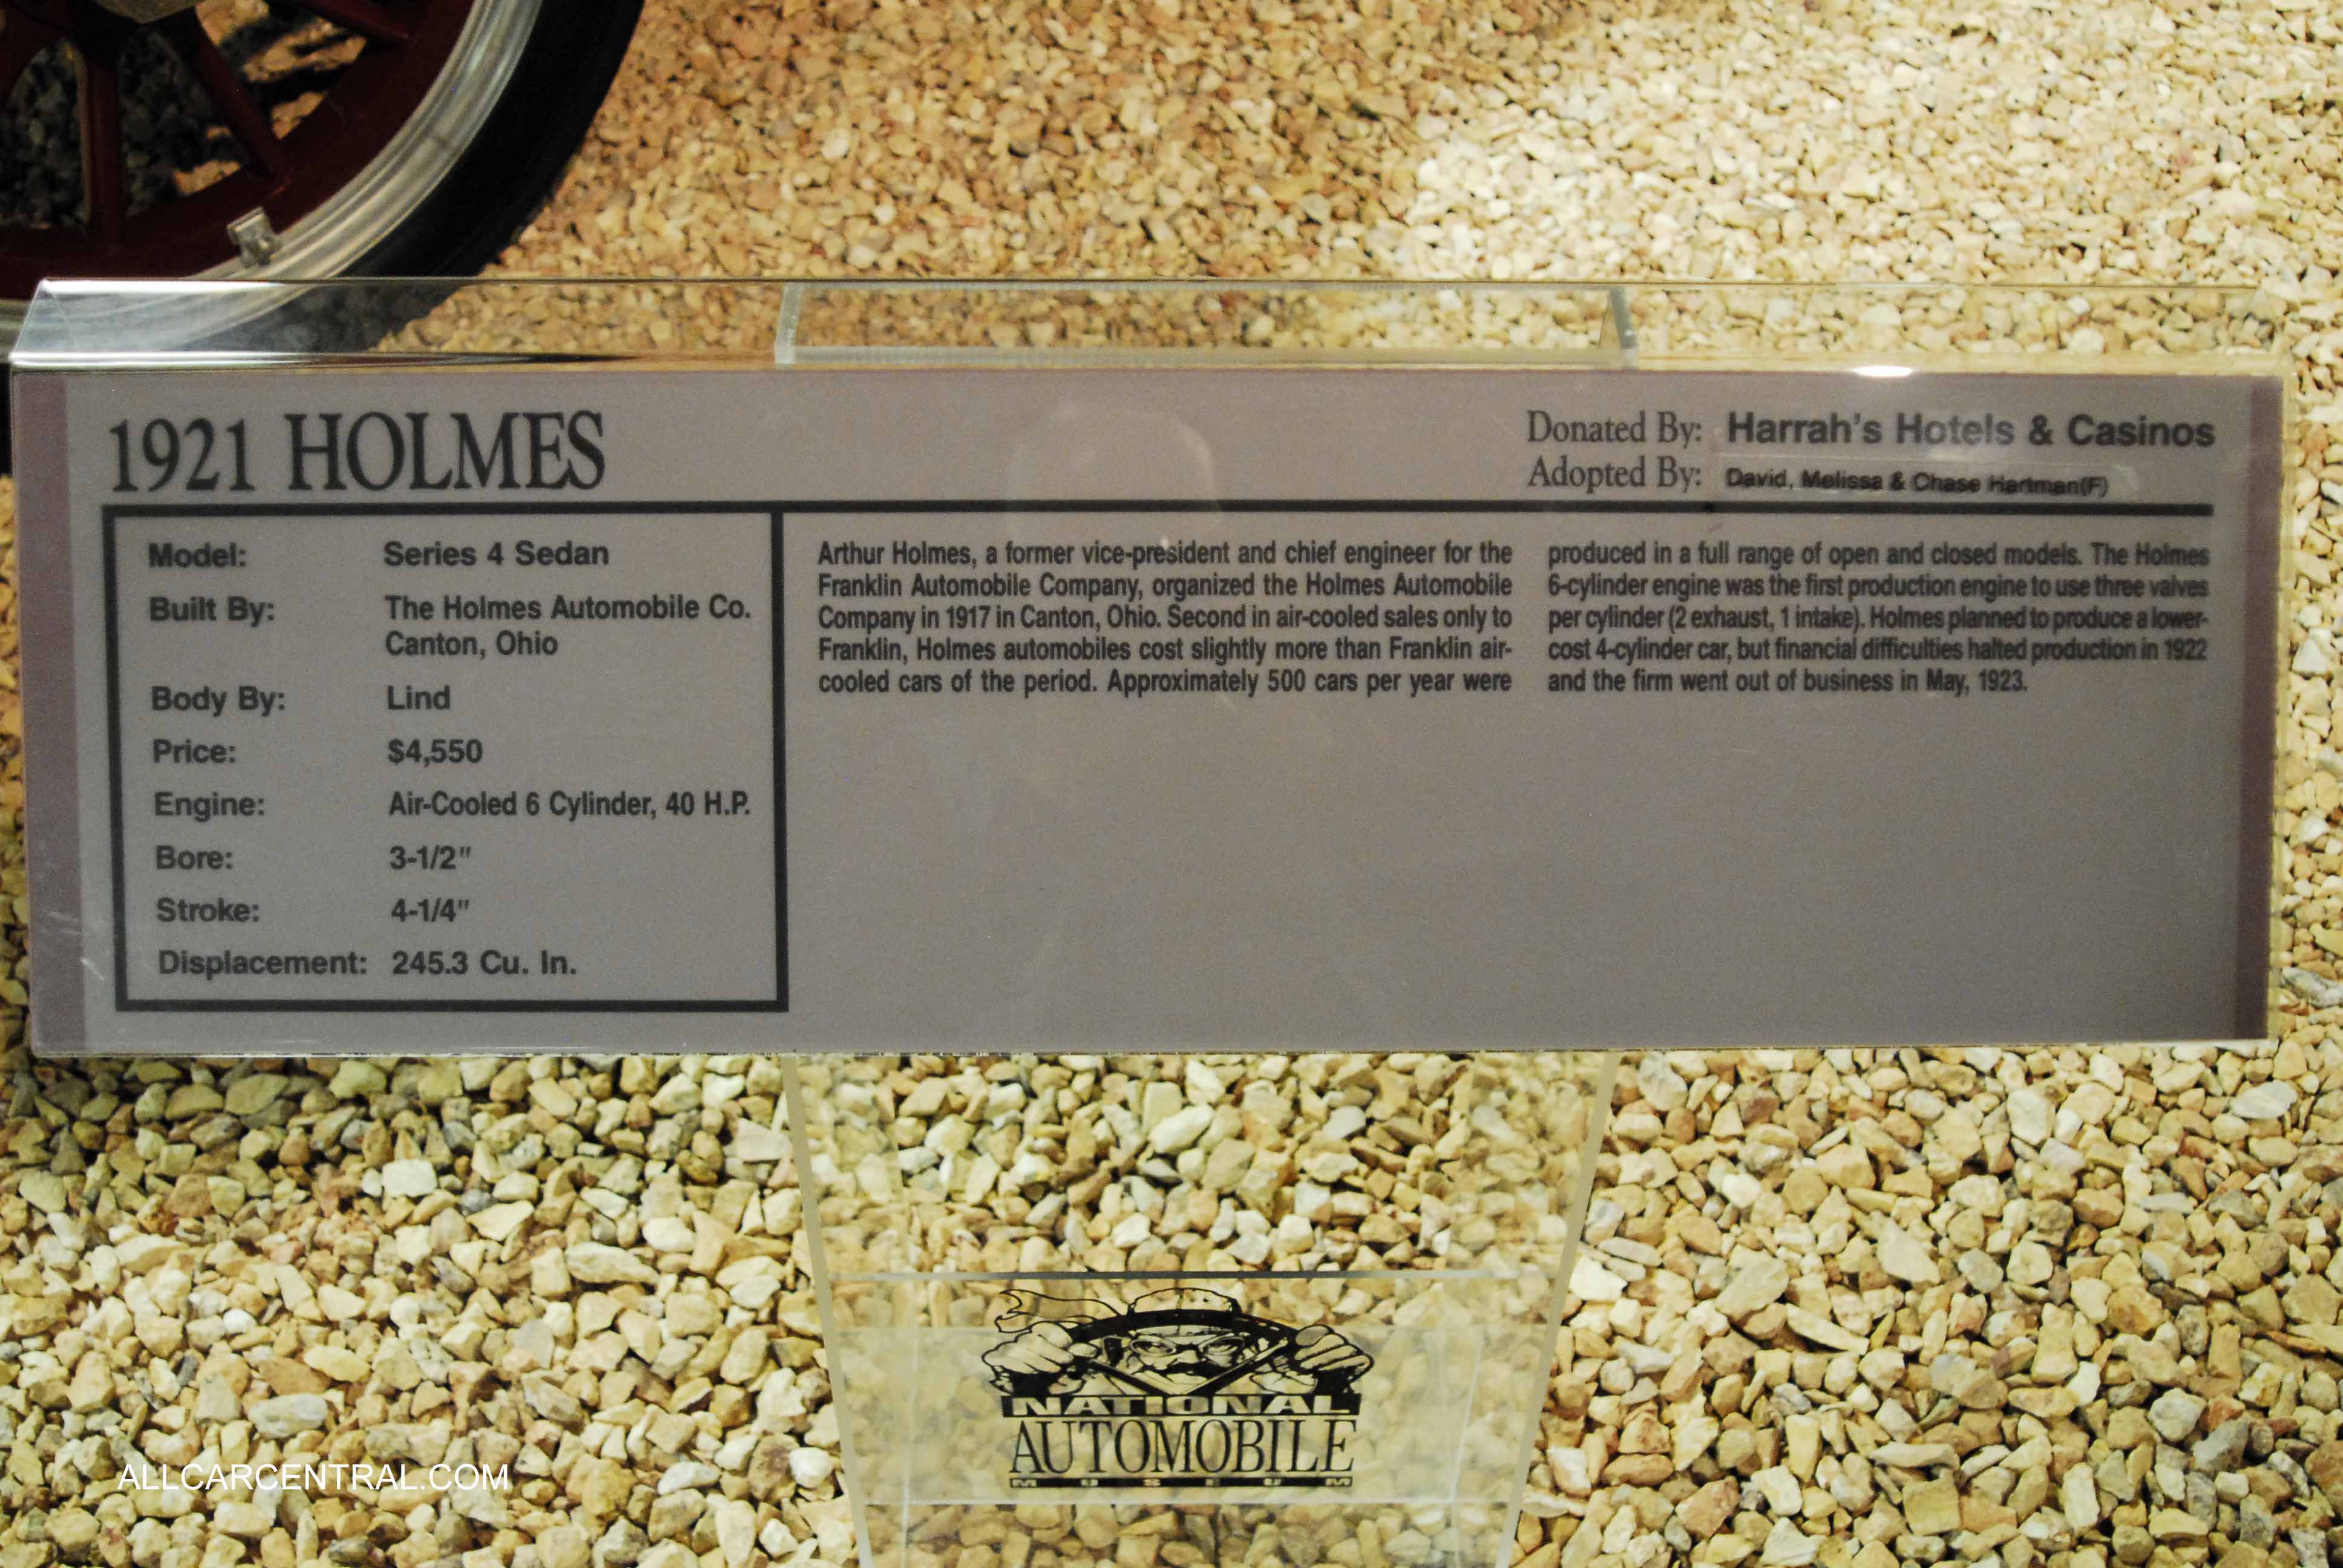 1921 HOLMES
Donated By: Harrah's Hotels & Casinos
Adopted By: David, Melissa & Chase Hartman(F)
Model: Series 4 Sedan
Built By: The Holmes Automobile Co.
Canton, Ohio
Body By: Lind
Price: $4,550
Engine: Air-Cooled 6 Cylinder, 40 H.P.
Bore: 3-1/2"
Stroke: 4-1/4"
Displacement: 245.3 Cu. In.
Arthur Holmes, a former vice-president and chief engineer for the
Franklin Automobile Company, organized the Holmes Automobile
Company in 1917 in Canton, Ohio. Second in air-cooled sales only to
Franklin, Holmes automobiles cost slightly more than Franklin air-
cooled cars of the period. Approximately 500 cars per year were
produced in a full range of open and closed models. The Holmes
6-cylinder engine was the first production engine to use three valves
per cylinder (2 exhaust, 1 intake). Holmes planned to produce a lower-
cost 4-cylinder car, but financial difficulties halted production in 1922
and the firm went out of business in May, 1923.
NATIONAL
AUTOMOBILE
MUSEUM
ALLCARCENTRAL.COM